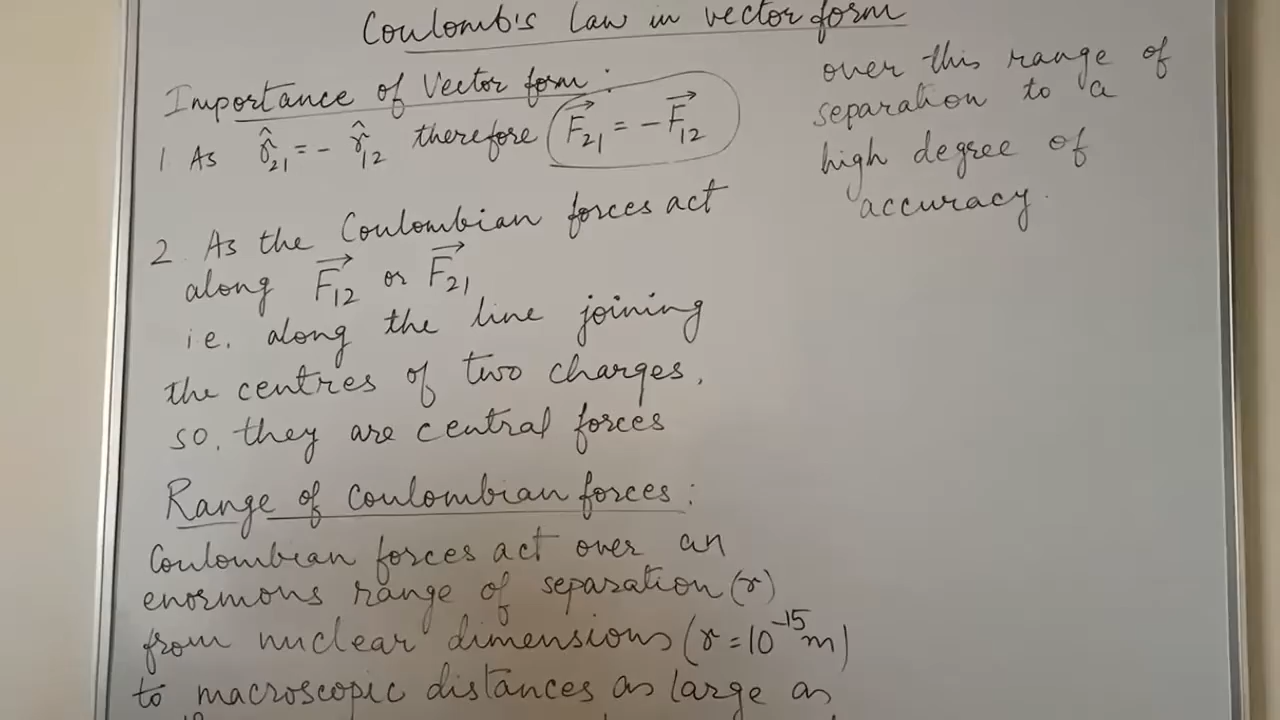 Coulomb's Law in vector form
Importance of Vector form:
1. As r̂₂₁ = - r̂₁₂ therefore F⃗₂₁ = - F⃗₁₂
2. As the Coulombian forces act
along F⃗₁₂ or F⃗₂₁
i.e. along the line joining
the centres of two charges,
so, they are central forces
Range of Coulombian forces:
Coulombian forces act over an
enormous range of separation (r)
from nuclear dimensions (r = 10⁻¹⁵ m)
to macroscopic distances as large as
over this range of
separation to a
high degree of
accuracy.